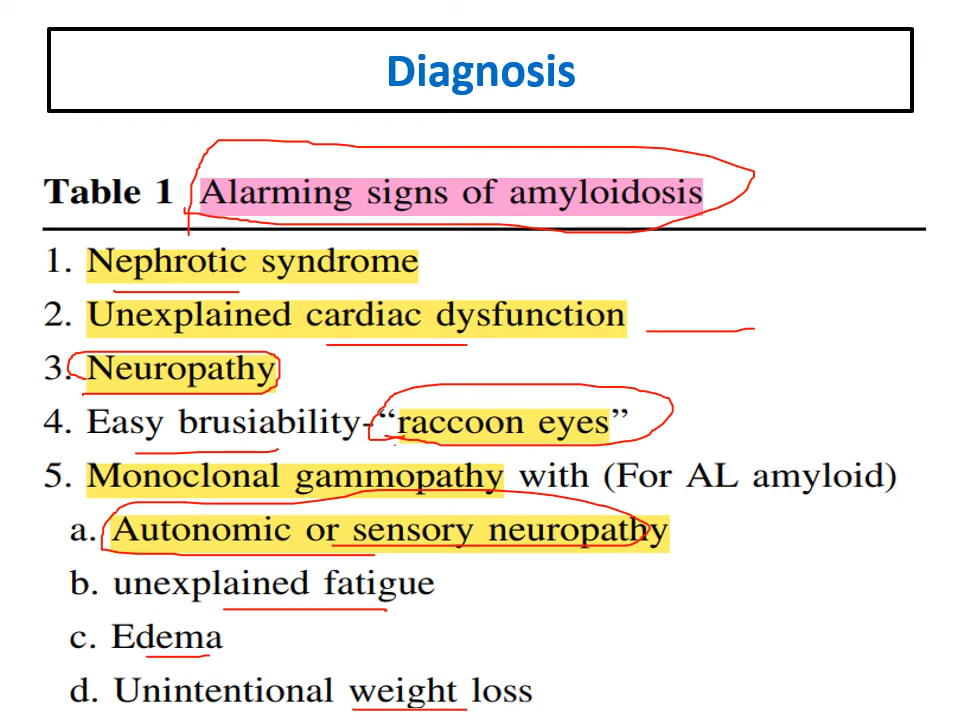 Diagnosis
Table 1 Alarming signs of amyloidosis
1. Nephrotic syndrome
2. Unexplained cardiac dysfunction
3. Neuropathy
4. Easy brusiability-“raccoon eyes”
5. Monoclonal gammopathy with (For AL amyloid)
a. Autonomic or sensory neuropathy
b. unexplained fatigue
c. Edema
d. Unintentional weight loss